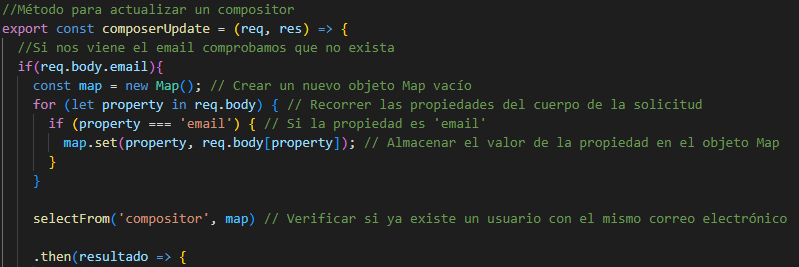 //Método para actualizar un compositor
export const composerUpdate = (req, res) => {
//Si nos viene el email comprobamos que no exista
if(req.body.email){
const map = new Map(); // Crear un nuevo objeto Map vacío
for (let property in req.body) { // Recorrer las propiedades del cuerpo de la solicitud
if (property === 'email') { // Si la propiedad es 'email'
map.set(property, req.body[property]); // Almacenar el valor de la propiedad en el objeto Map
}
}
selectFrom('compositor', map) // Verificar si ya existe un usuario con el mismo correo electrónico
.then(resultado => {